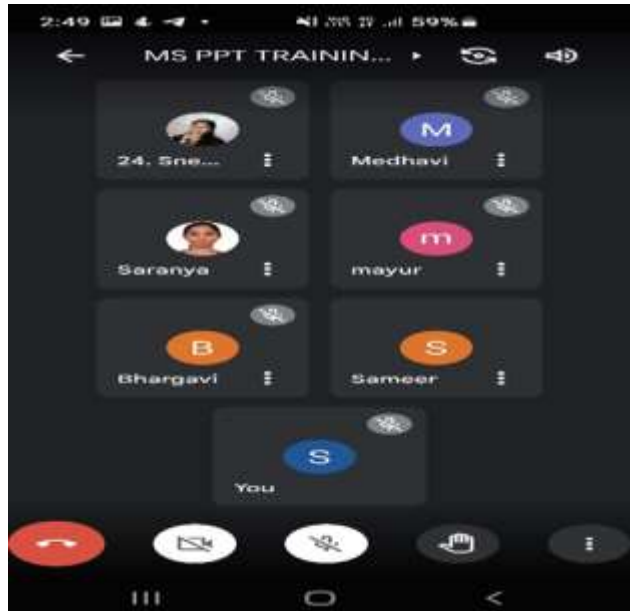 2:49 59%
MS PPT TRAININ...
24. Sne... M Medhavi
Saranya m mayur
B Bhargavi S Sameer
S
You